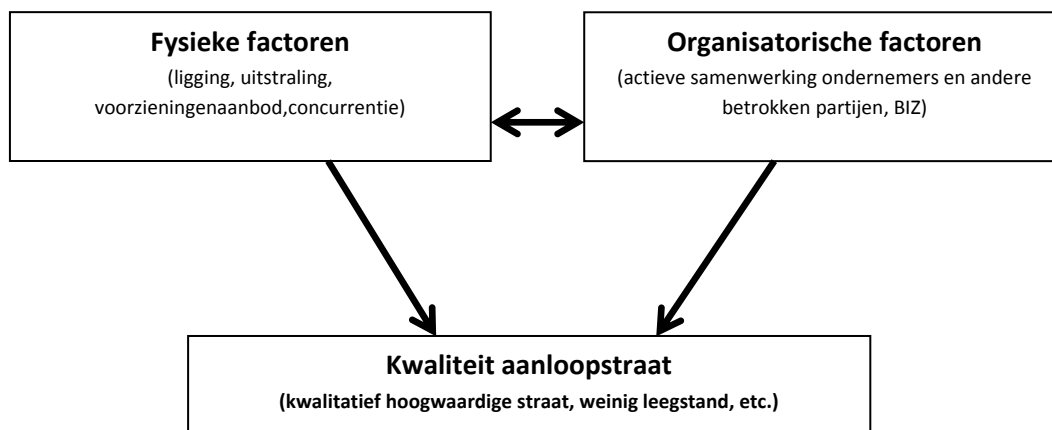 Fysieke factoren
(ligging, uitstraling,
voorzieningenaanbod,concurrentie)
Organisatorische factoren
(actieve samenwerking ondernemers en andere
betrokken partijen, BIZ)
Kwaliteit aanloopstraat
(kwalitatief hoogwaardige straat, weinig leegstand, etc.)